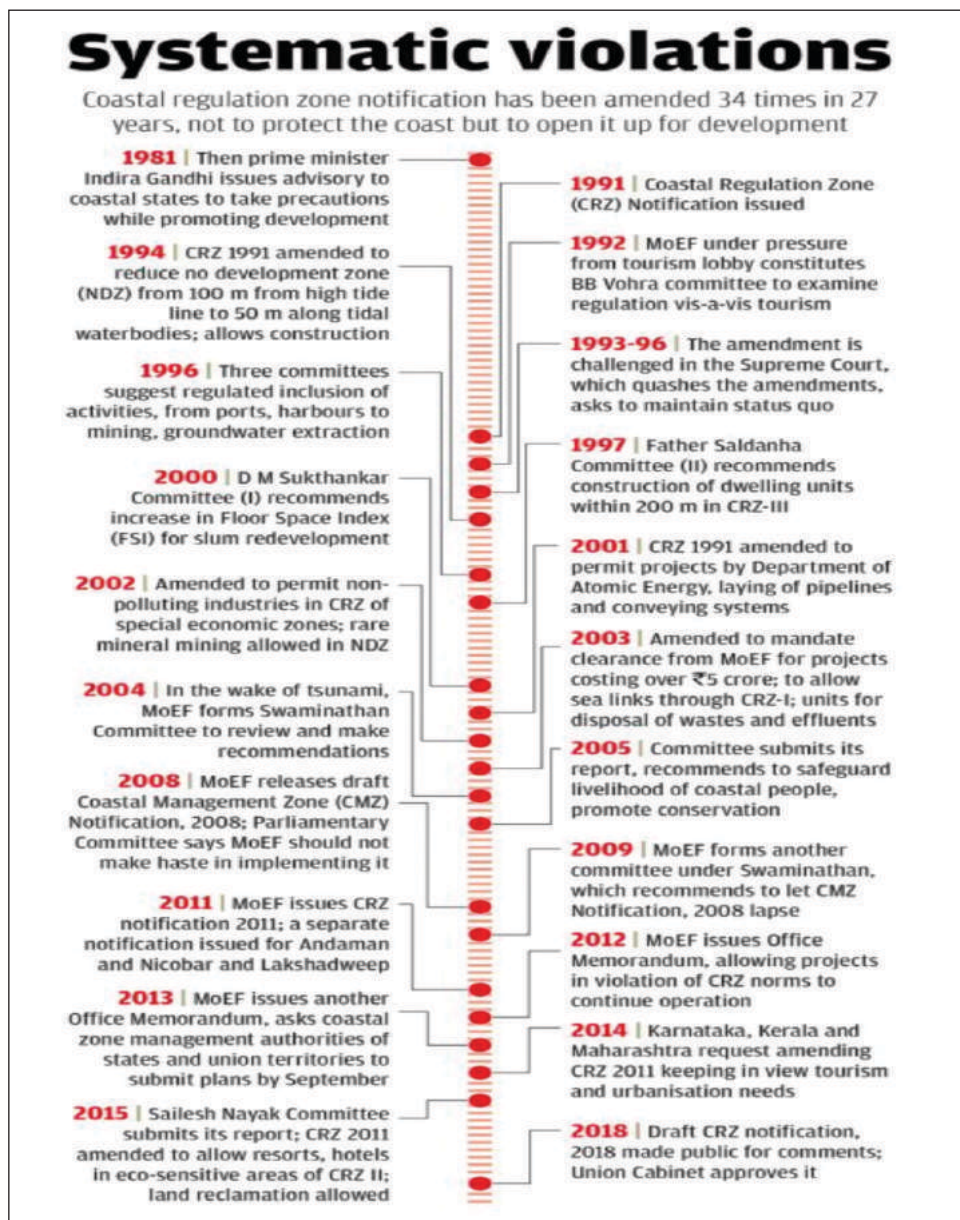 Systematic violations
Coastal regulation zone notification has been amended 34 times in 27
years, not to protect the coast but to open it up for development
1981 | Then prime minister
Indira Gandhi issues advisory to
coastal states to take precautions
while promoting development
1991 | Coastal Regulation Zone
(CRZ) Notification issued
1992 | MoEF under pressure
from tourism lobby constitutes
BB Vohra committee to examine
regulation vis-a-vis tourism
1994 | CRZ 1991 amended to
reduce no development zone
(NDZ) from 100 m from high tide
line to 50 m along tidal
waterbodies; allows construction
1993-96 | The amendment is
challenged in the Supreme Court,
which quashes the amendments,
asks to maintain status quo
1996 | Three committees
suggest regulated inclusion of
activities, from ports, harbours to
mining, groundwater extraction
1997 | Father Saldanha
Committee (II) recommends
construction of dwelling units
within 200 m in CRZ-III
2000 | D M Sukthankar
Committee (I) recommends
increase in Floor Space Index
(FSI) for slum redevelopment
2001 | CRZ 1991 amended to
permit projects by Department of
Atomic Energy, laying of pipelines
and conveying systems
2002 | Amended to permit non-
polluting industries in CRZ of
special economic zones; rare
mineral mining allowed in NDZ
2003 | Amended to mandate
clearance from MoEF for projects
costing over ₹5 crore; to allow
sea links through CRZ-I; units for
disposal of wastes and effluents
2004 | In the wake of tsunami,
MoEF forms Swaminathan
Committee to review and make
recommendations
2005 | Committee submits its
report, recommends to safeguard
livelihood of coastal people,
promote conservation
2008 | MoEF releases draft
Coastal Management Zone (CMZ)
Notification, 2008; Parliamentary
Committee says MoEF should not
make haste in implementing it
2009 | MoEF forms another
committee under Swaminathan,
which recommends to let CMZ
Notification, 2008 lapse
2011 | MoEF issues CRZ
notification 2011; a separate
notification issued for Andaman
and Nicobar and Lakshadweep
2012 | MoEF issues Office
Memorandum, allowing projects
in violation of CRZ norms to
continue operation
2013 | MoEF issues another
Office Memorandum, asks coastal
zone management authorities of
states and union territories to
submit plans by September
2014 | Karnataka, Kerala and
Maharashtra request amending
CRZ 2011 keeping in view tourism
and urbanisation needs
2015 | Sailesh Nayak Committee
submits its report; CRZ 2011
amended to allow resorts, hotels
in eco-sensitive areas of CRZ II;
land reclamation allowed
2018 | Draft CRZ notification,
2018 made public for comments;
Union Cabinet approves it